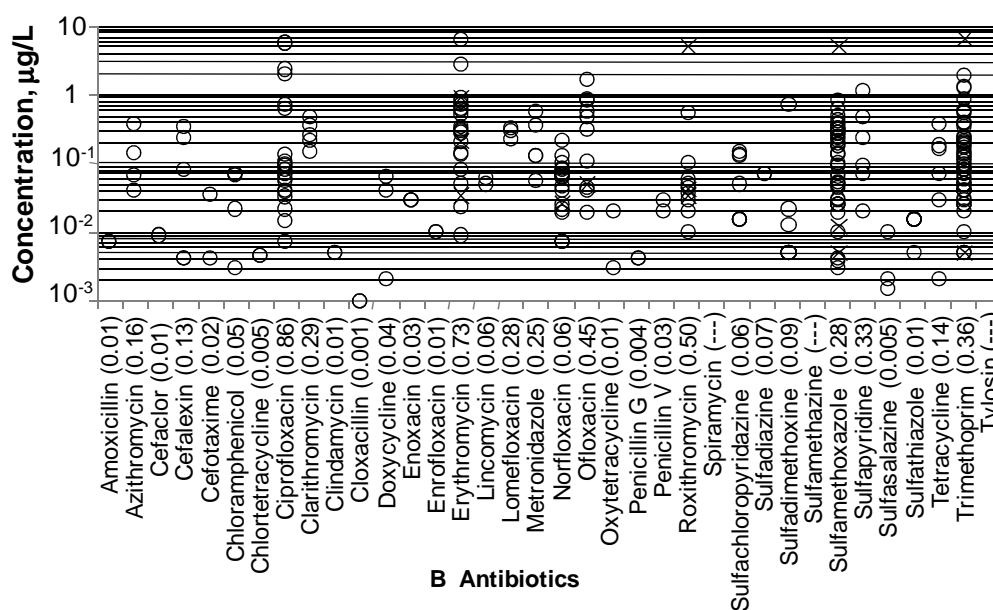 Concentration, µg/L
10
1
10-1
10-2
10-3
Amoxicillin (0.01)
Azithromycin (0.16)
Cefaclor (0.01)
Cefalexin (0.13)
Cefotaxime (0.02)
Chloramphenicol (0.05)
Chlortetracycline (0.005)
Ciprofloxacin (0.86)
Clarithromycin (0.29)
Clindamycin (0.01)
Cloxacillin (0.001)
Doxycycline (0.04)
Enoxacin (0.03)
Enrofloxacin (0.01)
Erythromycin (0.73)
Lincomycin (0.06)
Lomefloxacin (0.28)
Metronidazole (0.25)
Norfloxacin (0.06)
Ofloxacin (0.45)
Oxytetracycline (0.01)
Penicillin G (0.004)
Penicillin V (0.03)
Roxithromycin (0.50)
Spiramycin (---)
Sulfachloropyridazine (0.06)
Sulfadiazine (0.07)
Sulfadimethoxine (0.09)
Sulfamethazine (---)
Sulfamethoxazole (0.28)
Sulfapyridine (0.33)
Sulfasalazine (0.005)
Sulfathiazole (0.01)
Tetracycline (0.14)
Trimethoprim (0.36)
Tylosin (---)
B Antibiotics